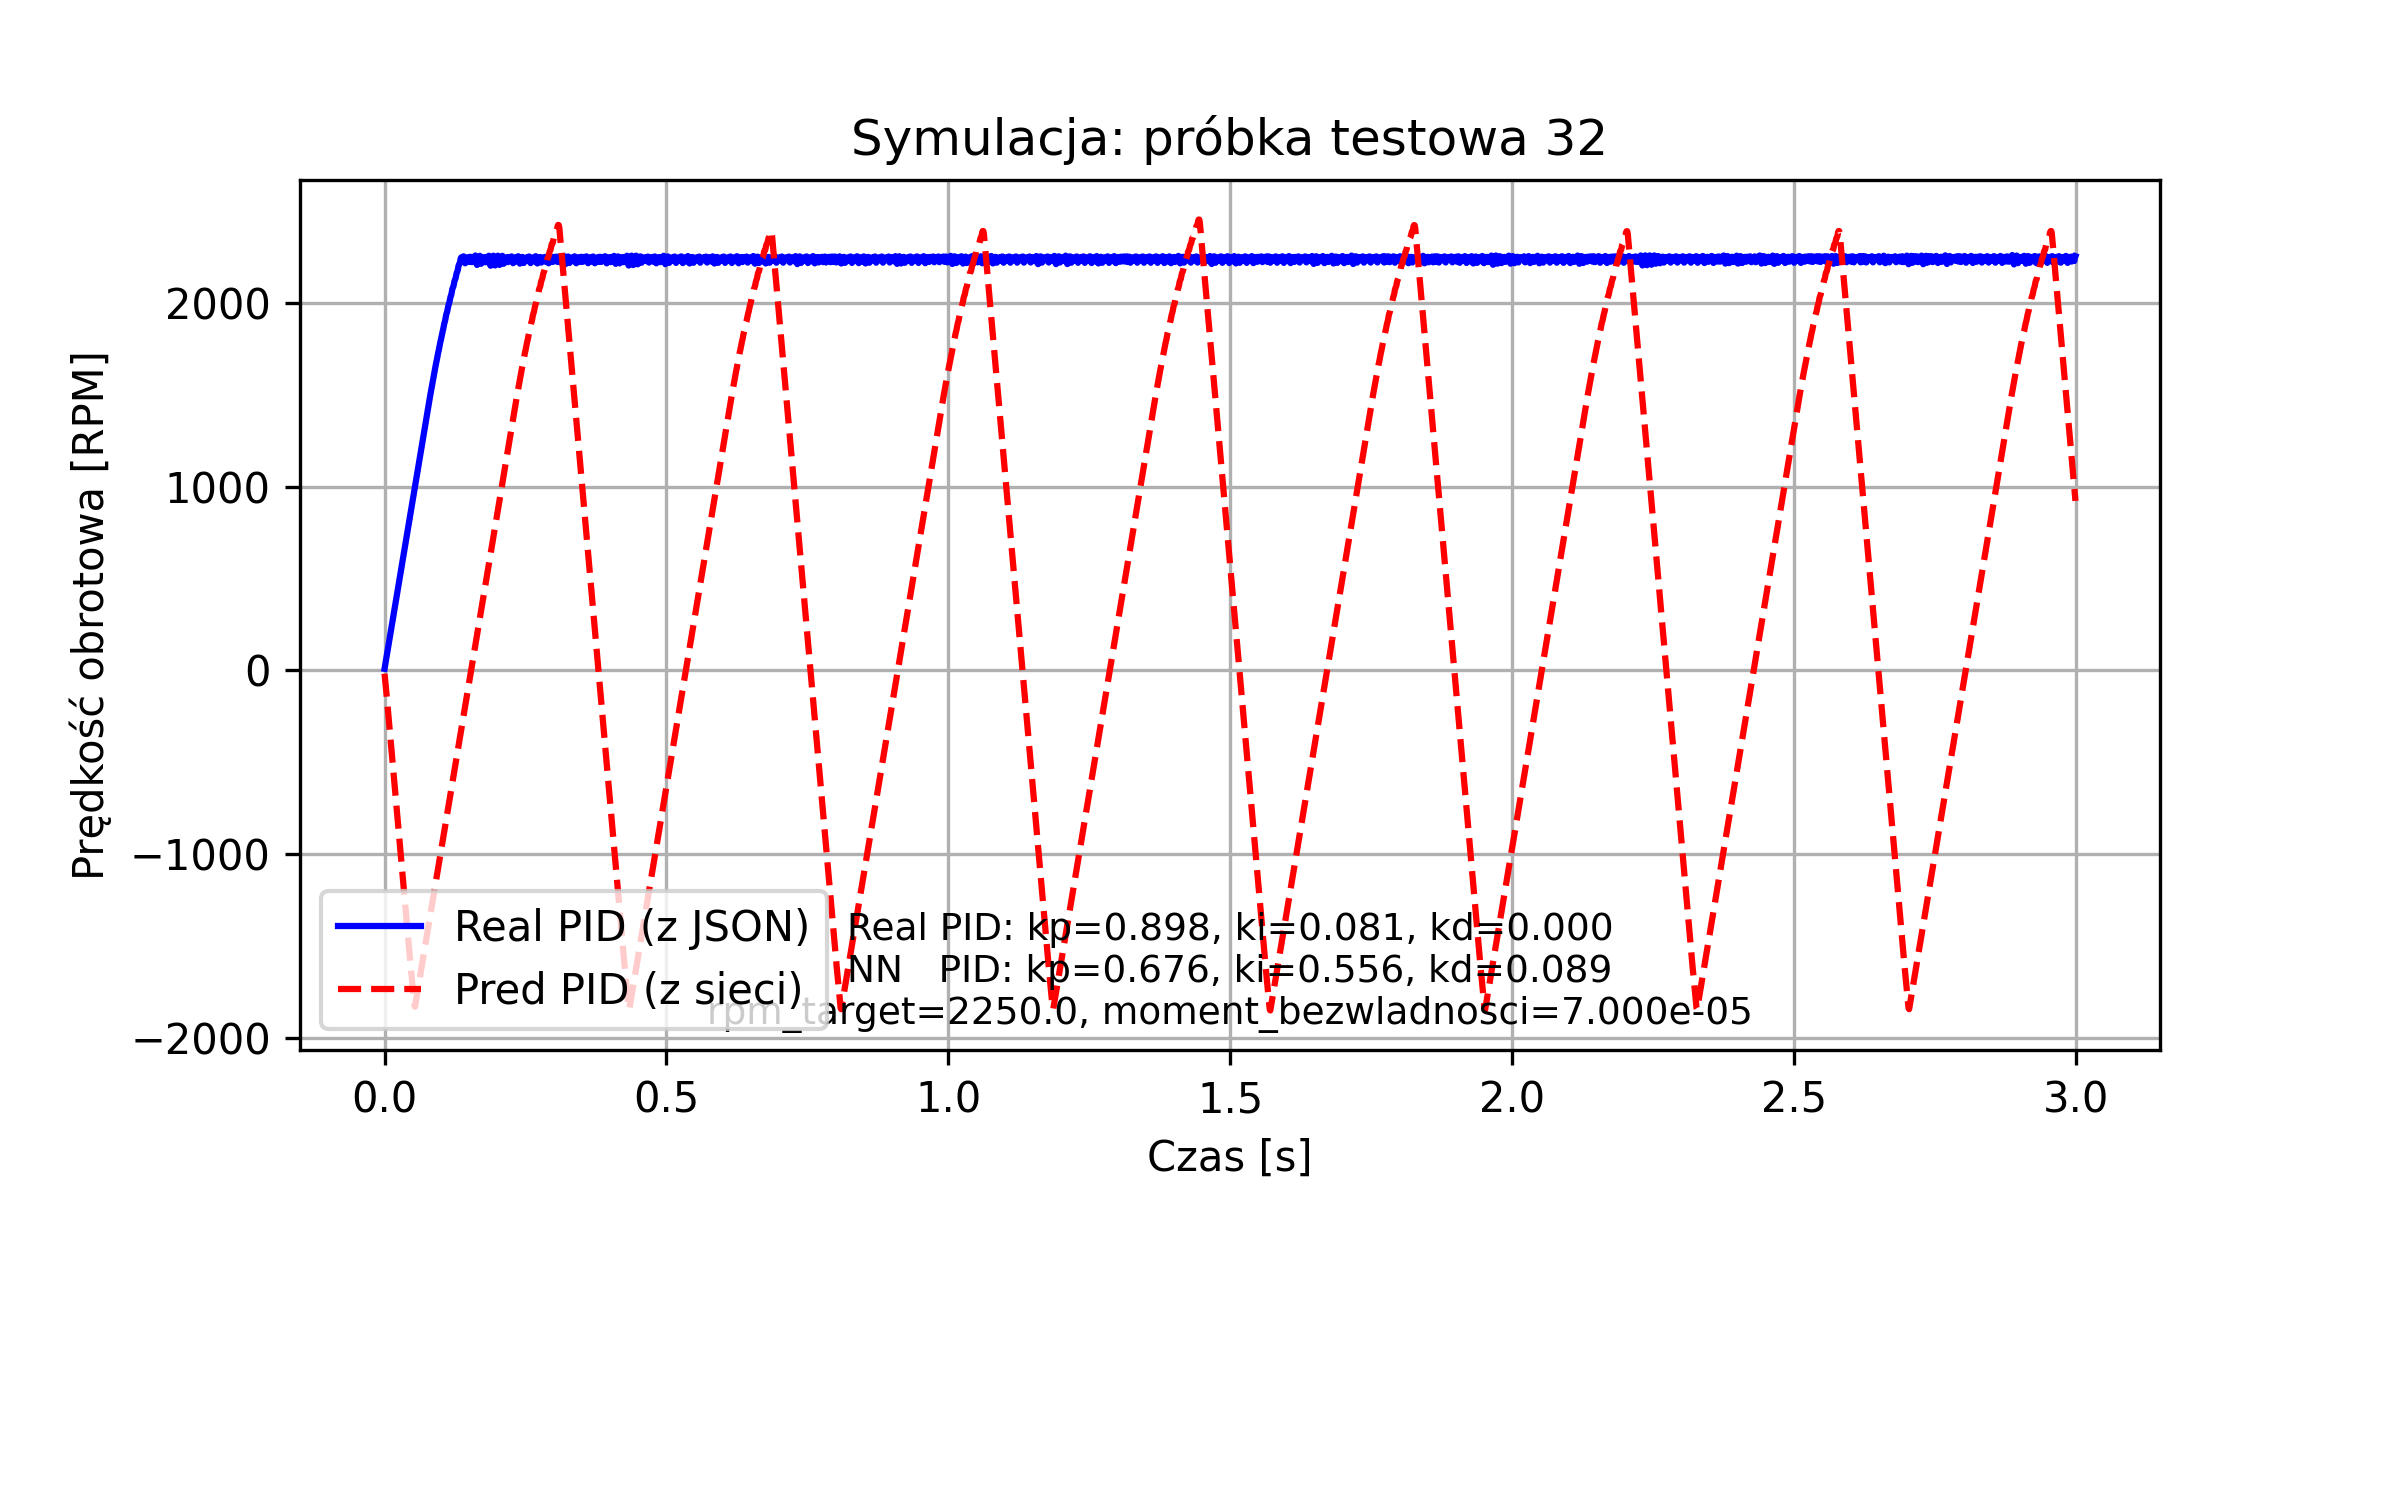 Symulacja: próbka testowa 32
Prędkość obrotowa [RPM]
2000
1000
0
−1000
−2000
Real PID (z JSON)
Pred PID (z sieci)
Real PID: kp=0.898, ki=0.081, kd=0.000
NN PID: kp=0.676, ki=0.556, kd=0.089
rpm_target=2250.0, moment_bezwladnosci=7.000e-05
0.0 0.5 1.0 1.5 2.0 2.5 3.0
Czas [s]